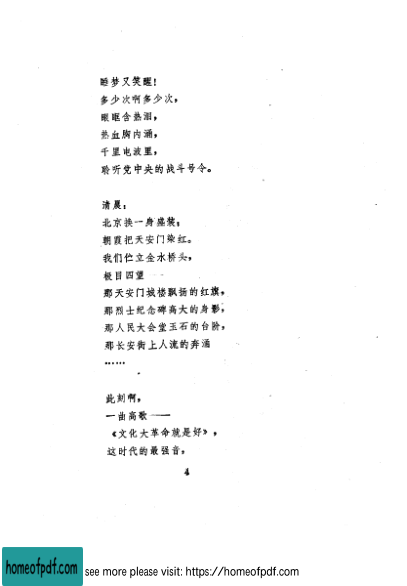 睡梦又笑醒！
多少次啊多少次，
眼眶含热泪，
热血胸内涌，
千里电波里，
聆听党中央的战斗号令。
清晨：
北京换一身盛装，
朝霞把天安门染红。
我们伫立金水桥头，
极目四望——
那天安门城楼飘扬的红旗，
那烈士纪念碑高大的身影，
那人民大会堂玉石的台阶，
那长安街上人流的奔涌
……
此刻啊，
一曲高歌——
《文化大革命就是好》，
这时代的最强音，
4
homeofpdf.com
see more please visit: https://homeofpdf.com